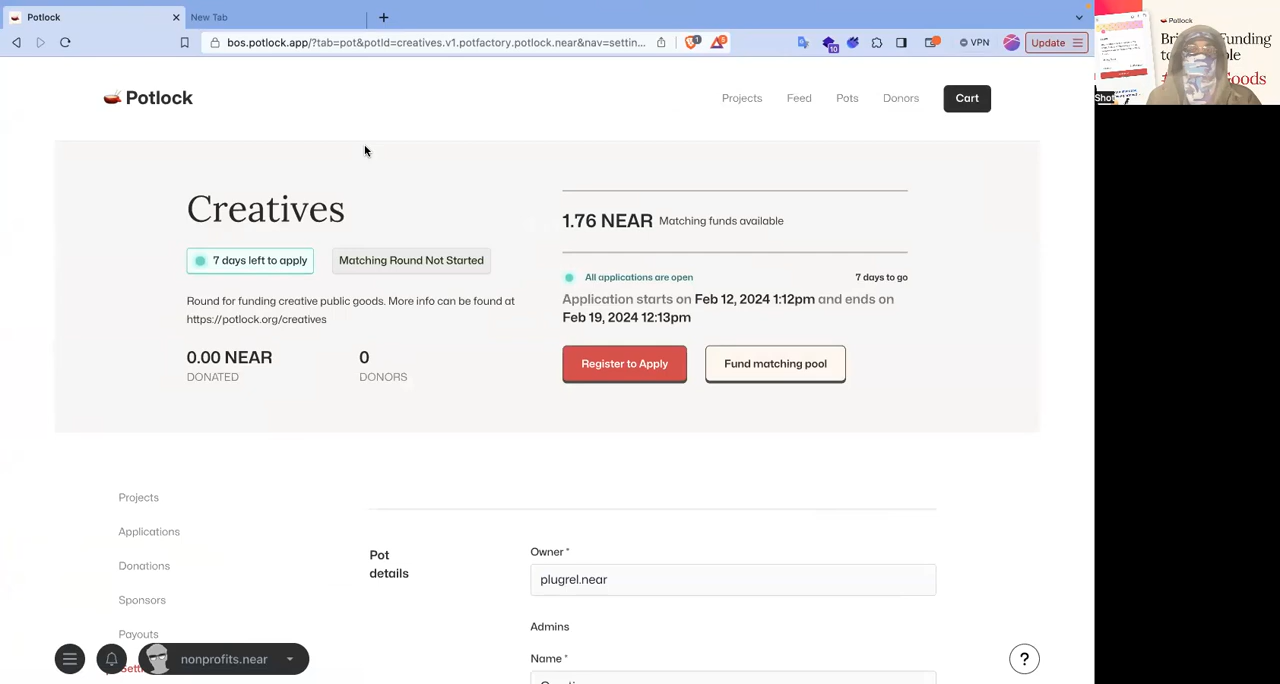 Potlock
New Tab
bos.potlock.app/?tab=pot&potId=creatives.v1.potfactory.potlock.near&nav=settin...
1
5
10
VPN
Update
Potlock
Projects
Feed
Pots
Donors
Cart
Creatives
7 days left to apply
Matching Round Not Started
Round for funding creative public goods. More info can be found at
https://potlock.org/creatives
0.00 NEAR
DONATED
0
DONORS
1.76 NEAR Matching funds available
All applications are open
7 days to go
Application starts on Feb 12, 2024 1:12pm and ends on
Feb 19, 2024 12:13pm
Register to Apply
Fund matching pool
Projects
Applications
Donations
Sponsors
Payouts
Pot
details
Owner *
plugrel.near
Admins
Name *
nonprofits.near
?
Potlock
Funding